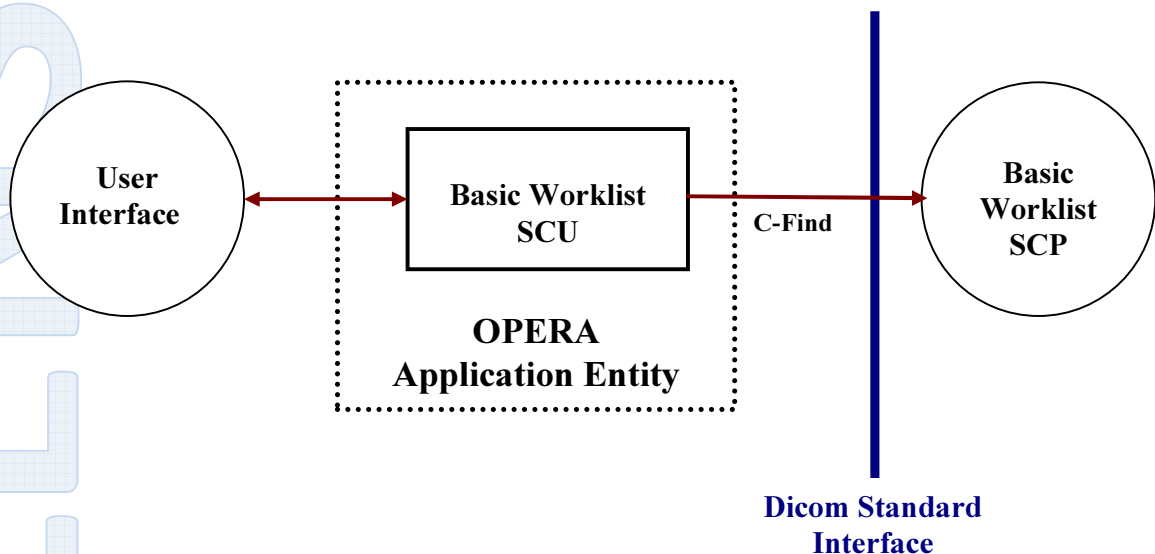 User
Interface
Basic Worklist
SCU
C-Find
Basic
Worklist
SCP
OPERA
Application Entity
Dicom Standard
Interface